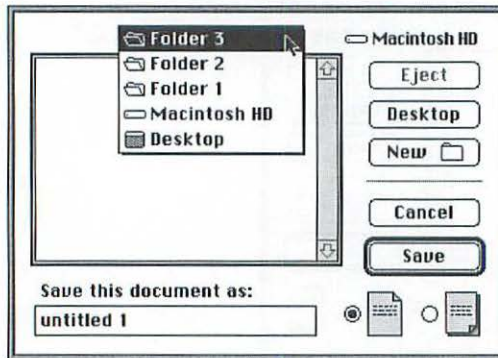 Folder 3
Macintosh HD
Folder 2
Folder 1
Macintosh HD
Desktop
Eject
Desktop
New
Cancel
Save
Save this document as:
untitled 1